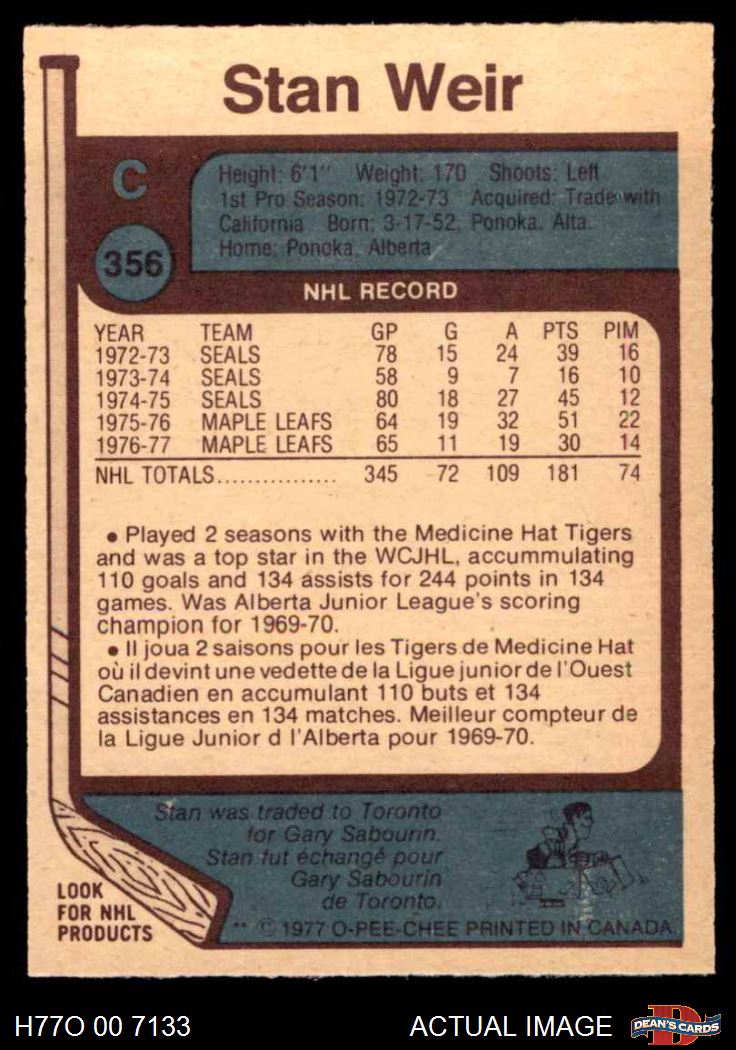 Stan Weir
C
Height: 6'1" Weight: 170 Shoots: Left
1st Pro Season: 1972-73 Acquired: Trade with
California Born: 3-17-52, Ponoka, Alta.
Home: Ponoka, Alberta
356
NHL RECORD
YEAR TEAM GP G A PTS PIM
1972-73 SEALS 78 15 24 39 16
1973-74 SEALS 58 9 7 16 10
1974-75 SEALS 80 18 27 45 12
1975-76 MAPLE LEAFS 64 19 32 51 22
1976-77 MAPLE LEAFS 65 11 19 30 14
NHL TOTALS................ 345 72 109 181 74
• Played 2 seasons with the Medicine Hat Tigers
and was a top star in the WCJHL, accummulating
110 goals and 134 assists for 244 points in 134
games. Was Alberta Junior League's scoring
champion for 1969-70.
• Il joua 2 saisons pour les Tigers de Medicine Hat
où il devint une vedette de la Ligue junior de l'Ouest
Canadien en accumulant 110 buts et 134
assistances en 134 matches. Meilleur compteur de
la Ligue Junior d l'Alberta pour 1969-70.
Stan was traded to Toronto
for Gary Sabourin.
Stan fut échangé pour
Gary Sabourin
de Toronto.
LOOK
FOR NHL
PRODUCTS
** © 1977 O-PEE-CHEE PRINTED IN CANADA
H77O 00 7133 ACTUAL IMAGE
D
DEAN'S CARDS